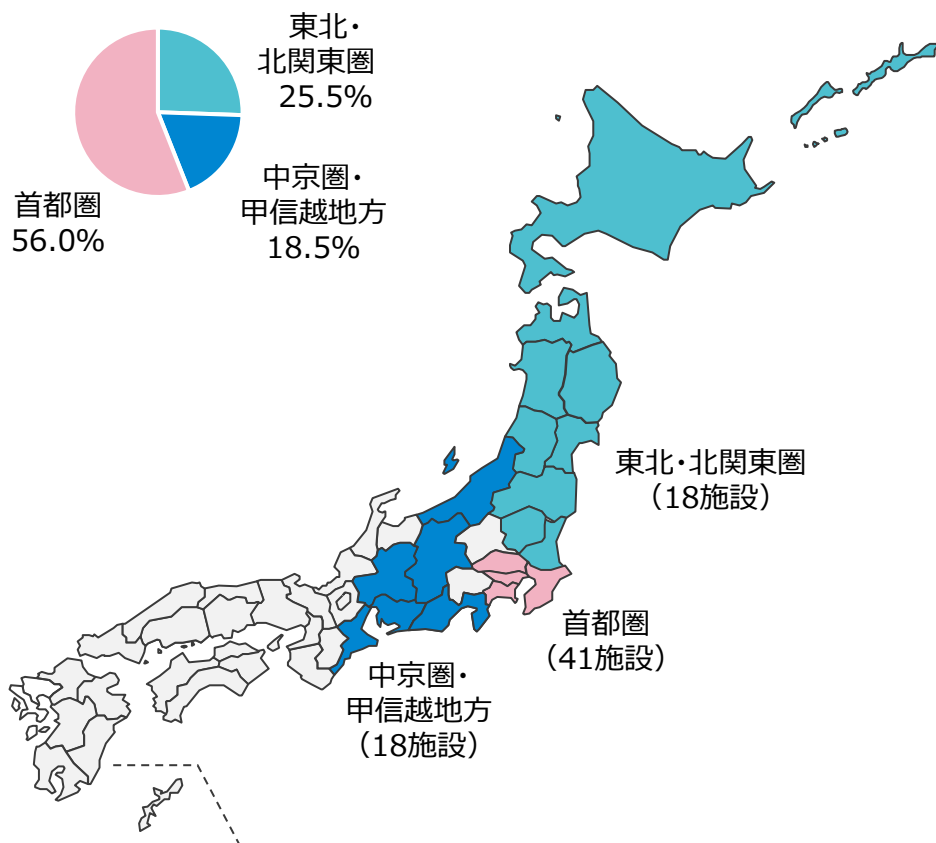 東北・
北関東圏
25.5%
中京圏・
甲信越地方
18.5%
首都圏
56.0%
東北・北関東圏
（18施設）
首都圏
（41施設）
中京圏・
甲信越地方
（18施設）